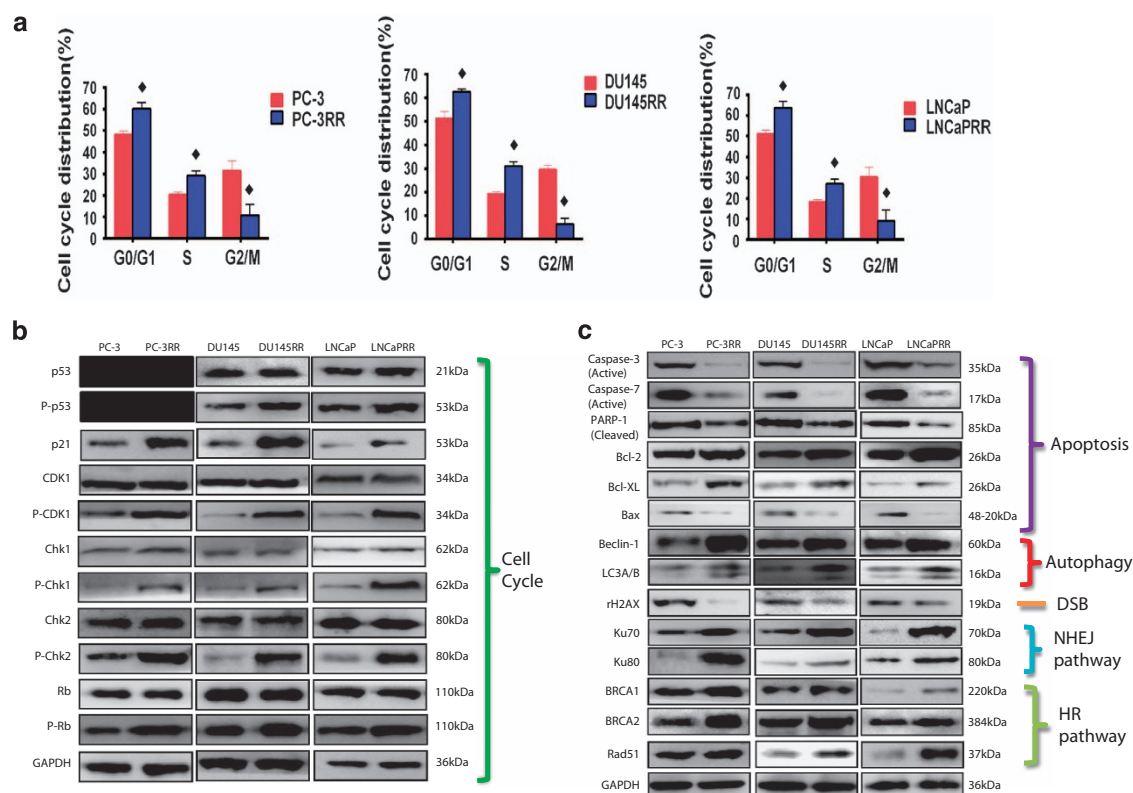 a
Cell cycle distribution(%)
70
60
50
40
30
20
10
0
G0/G1 S G2/M
PC-3
PC-3RR
Cell cycle distribution(%)
70
60
50
40
30
20
10
0
G0/G1 S G2/M
DU145
DU145RR
Cell cycle distribution(%)
70
60
50
40
30
20
10
0
G0/G1 S G2/M
LNCaP
LNCaPRR
b
PC-3 PC-3RR DU145 DU145RR LNCaP LNCaPRR
p53 21kDa
P-p53 53kDa
p21 53kDa
CDK1 34kDa
P-CDK1 34kDa
Chk1 62kDa
P-Chk1 62kDa
Chk2 80kDa
P-Chk2 80kDa
Rb 110kDa
P-Rb 110kDa
GAPDH 36kDa
Cell
Cycle
c
PC-3 PC-3RR DU145 DU145RR LNCaP LNCaPRR
Caspase-3
(Active) 35kDa
Caspase-7
(Active) 17kDa
PARP-1
(Cleaved) 85kDa
Bcl-2 26kDa
Bcl-XL 26kDa
Bax 48-20kDa
Beclin-1 60kDa
LC3A/B 16kDa
rH2AX 19kDa
Ku70 70kDa
Ku80 80kDa
BRCA1 220kDa
BRCA2 384kDa
Rad51 37kDa
GAPDH 36kDa
Apoptosis
Autophagy
DSB
NHEJ
pathway
HR
pathway